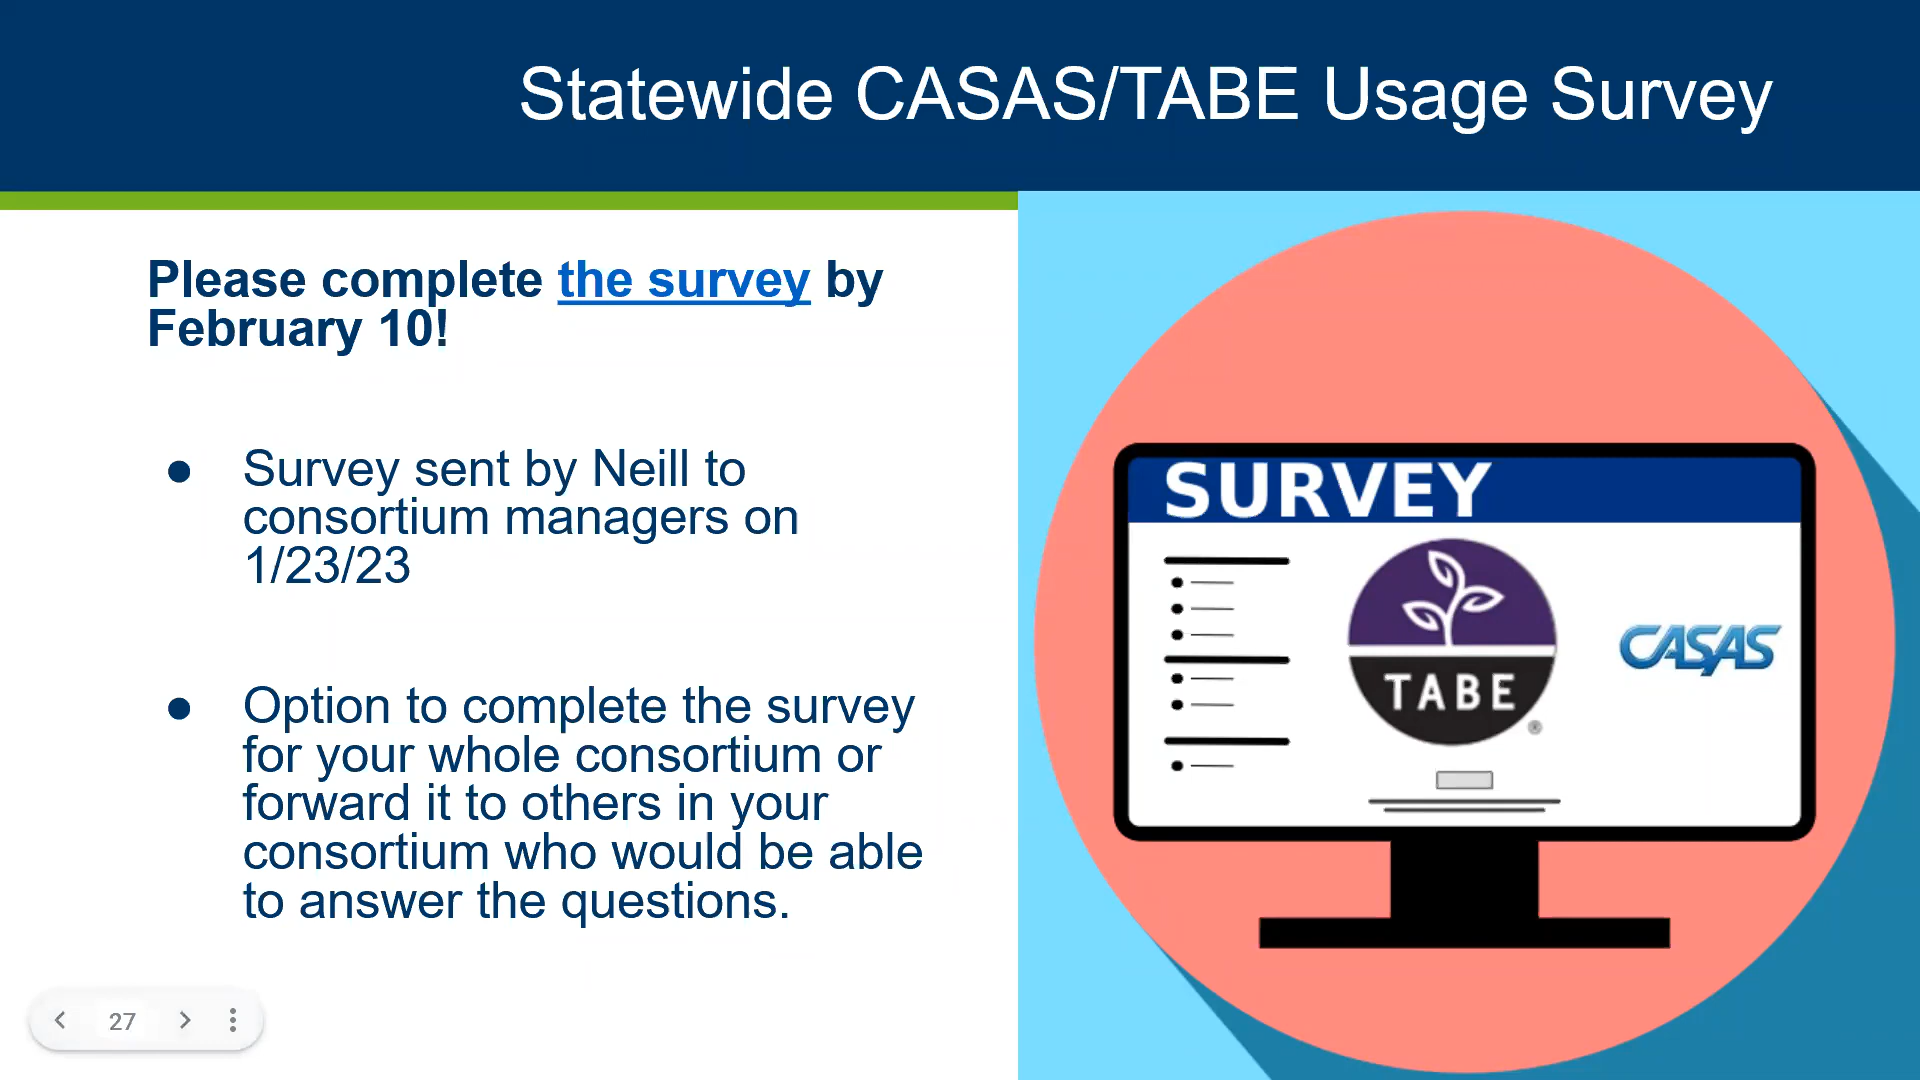 Statewide CASAS/TABE Usage Survey
Please complete the survey by
February 10!
● Survey sent by Neill to
consortium managers on
1/23/23
● Option to complete the survey
for your whole consortium or
forward it to others in your
consortium who would be able
to answer the questions.
SURVEY
TABE
®
CASAS
27